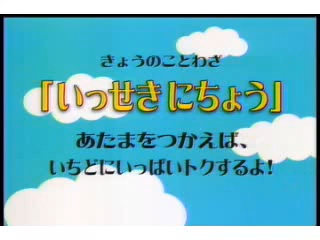 きょうのことわざ
「いっせきにちょう」
あたまをつかえば、
いちどにいっぱいトクするよ!